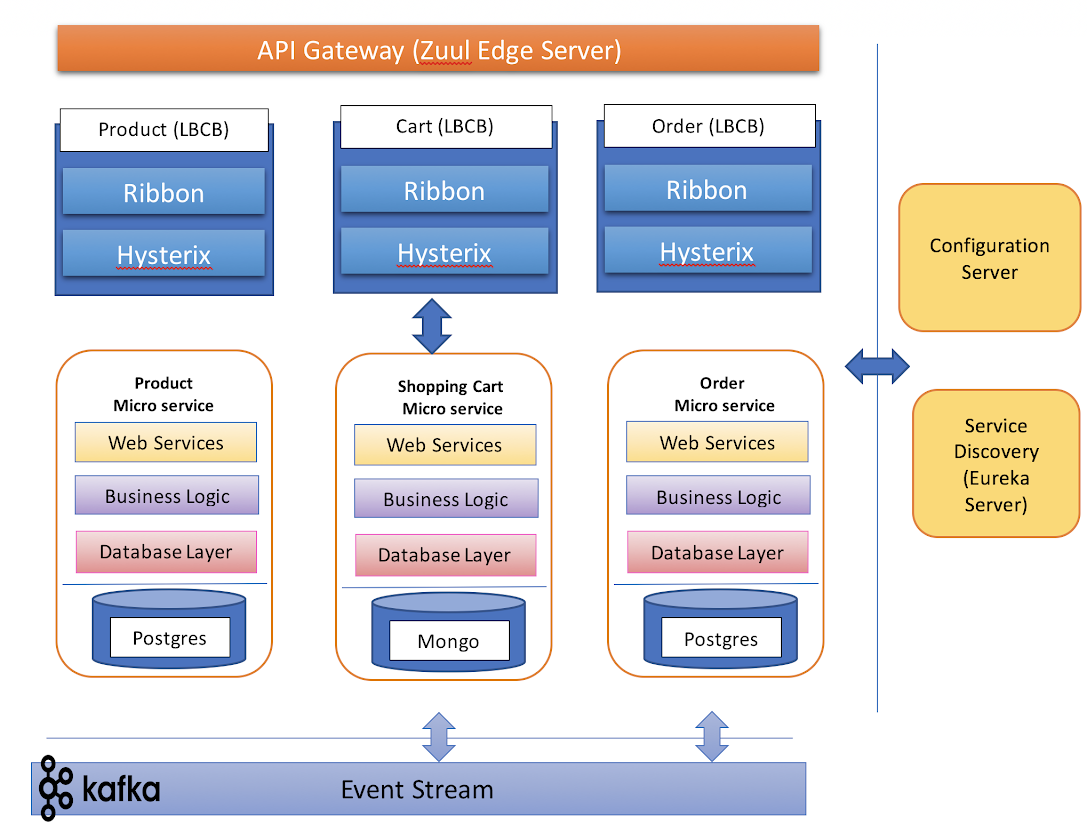 API Gateway (Zuul Edge Server)
Product (LBCB)
Ribbon
Hysterix
Cart (LBCB)
Ribbon
Hysterix
Order (LBCB)
Ribbon
Hysterix
Configuration
Server
Product
Micro service
Web Services
Business Logic
Database Layer
Postgres
Shopping Cart
Micro service
Web Services
Business Logic
Database Layer
Mongo
Order
Micro service
Web Services
Business Logic
Database Layer
Postgres
Service
Discovery
(Eureka
Server)
kafka
Event Stream